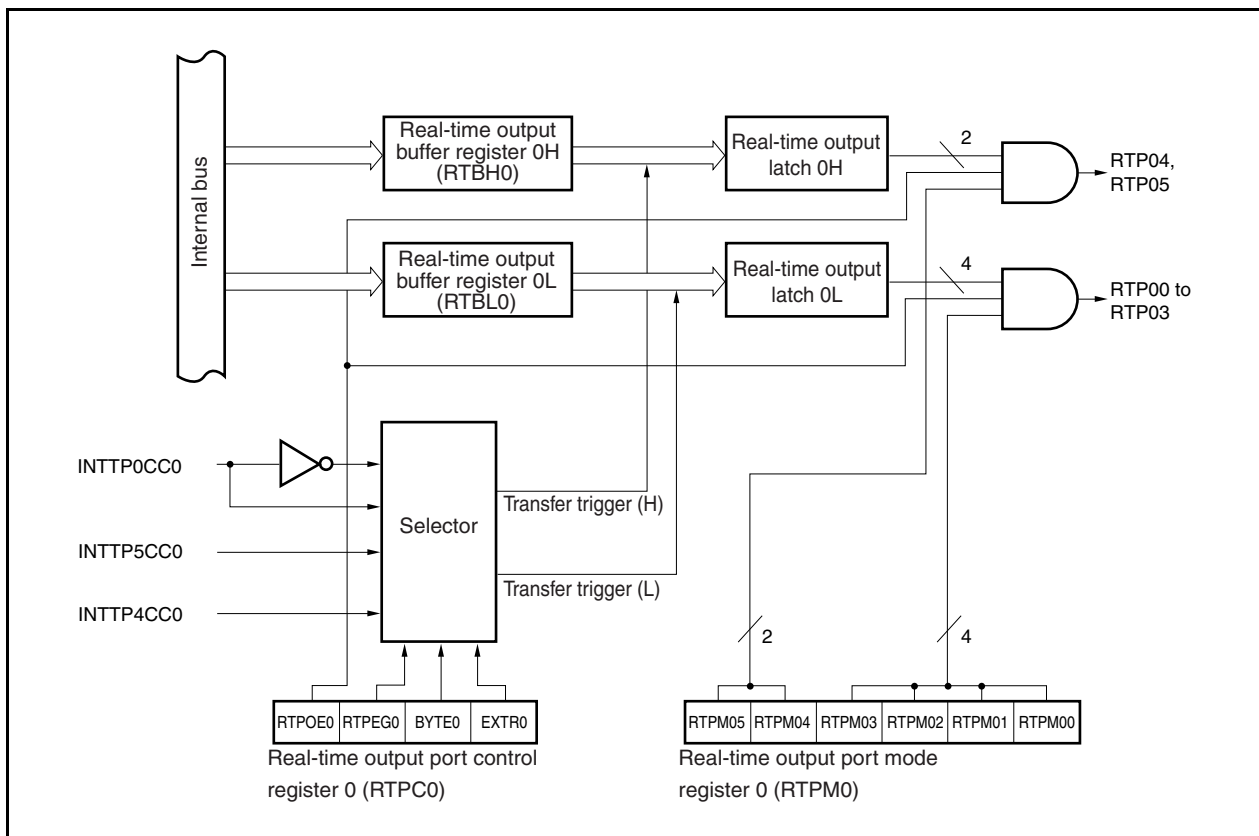 Internal bus
Real-time output
buffer register 0H
(RTBH0)
Real-time output
latch 0H
2
RTP04,
RTP05
Real-time output
buffer register 0L
(RTBL0)
Real-time output
latch 0L
4
RTP00 to
RTP03
INTTP0CC0
INTTP5CC0
INTTP4CC0
Selector
Transfer trigger (H)
Transfer trigger (L)
2
4
RTPOE0 RTPEG0 BYTE0 EXTR0
Real-time output port control
register 0 (RTPC0)
RTPM05 RTPM04 RTPM03 RTPM02 RTPM01 RTPM00
Real-time output port mode
register 0 (RTPM0)